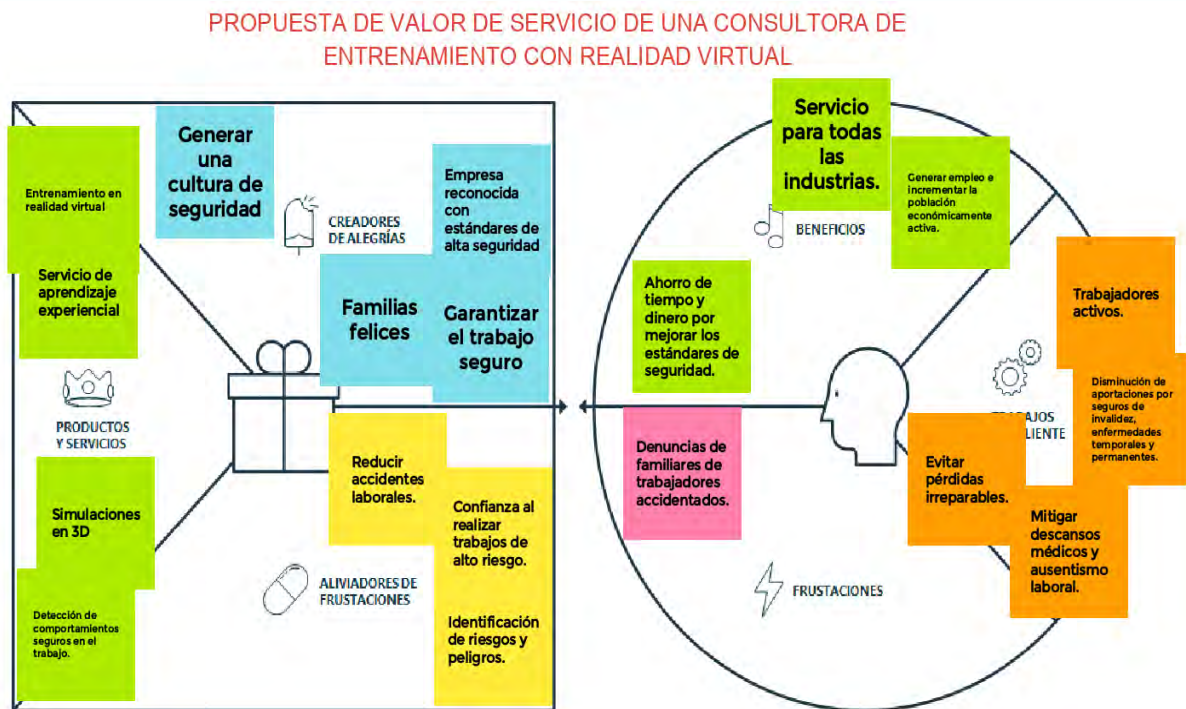 PROPUESTA DE VALOR DE SERVICIO DE UNA CONSULTORA DE
ENTRENAMIENTO CON REALIDAD VIRTUAL
Entrenamiento en
realidad virtual
Servicio de
aprendizaje
experiencial
PRODUCTOS
Y SERVICIOS
Simulaciones
en 3D
Detección de
comportamientos
seguros en el
trabajo.
Generar
una
cultura de
seguridad
CREADORES
DE ALEGRÍAS
Empresa
reconocida
con
estándares de
alta seguridad
Familias
felices
Garantizar
el trabajo
seguro
Reducir
accidentes
laborales.
Confianza al
realizar
trabajos de
alto riesgo.
ALIVIADORES DE
FRUSTACIONES
Identificación
de riesgos y
peligros.
Servicio
para todas
las
industrias.
Generar empleo e
incrementar la
población
económicamente
activa.
BENEFICIOS
Ahorro de
tiempo y
dinero por
mejorar los
estándares de
seguridad.
Trabajadores
activos.
Disminución de
aportaciones por
seguros de
invalidez,
enfermedades
temporales y
permanentes.
Denuncias de
familiares de
trabajadores
accidentados.
Evitar
pérdidas
irreparables.
Mitigar
descansos
médicos y
ausentismo
laboral.
FRUSTACIONES